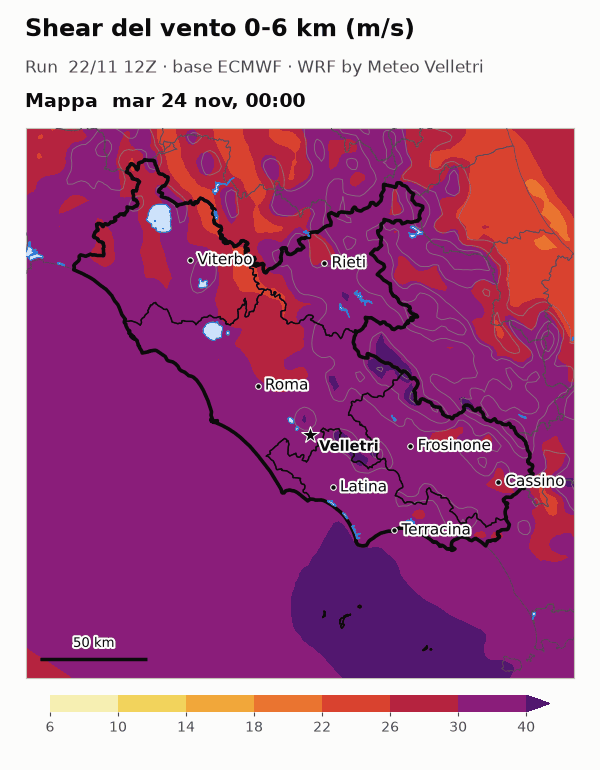 Shear del vento 0-6 km (m/s)
Run 22/11 12Z · base ECMWF · WRF by Meteo Velletri
Mappa mar 24 nov, 00:00
Viterbo
Rieti
Roma
Velletri
Frosinone
Latina
Cassino
Terracina
50 km
6 10 14 18 22 26 30 40